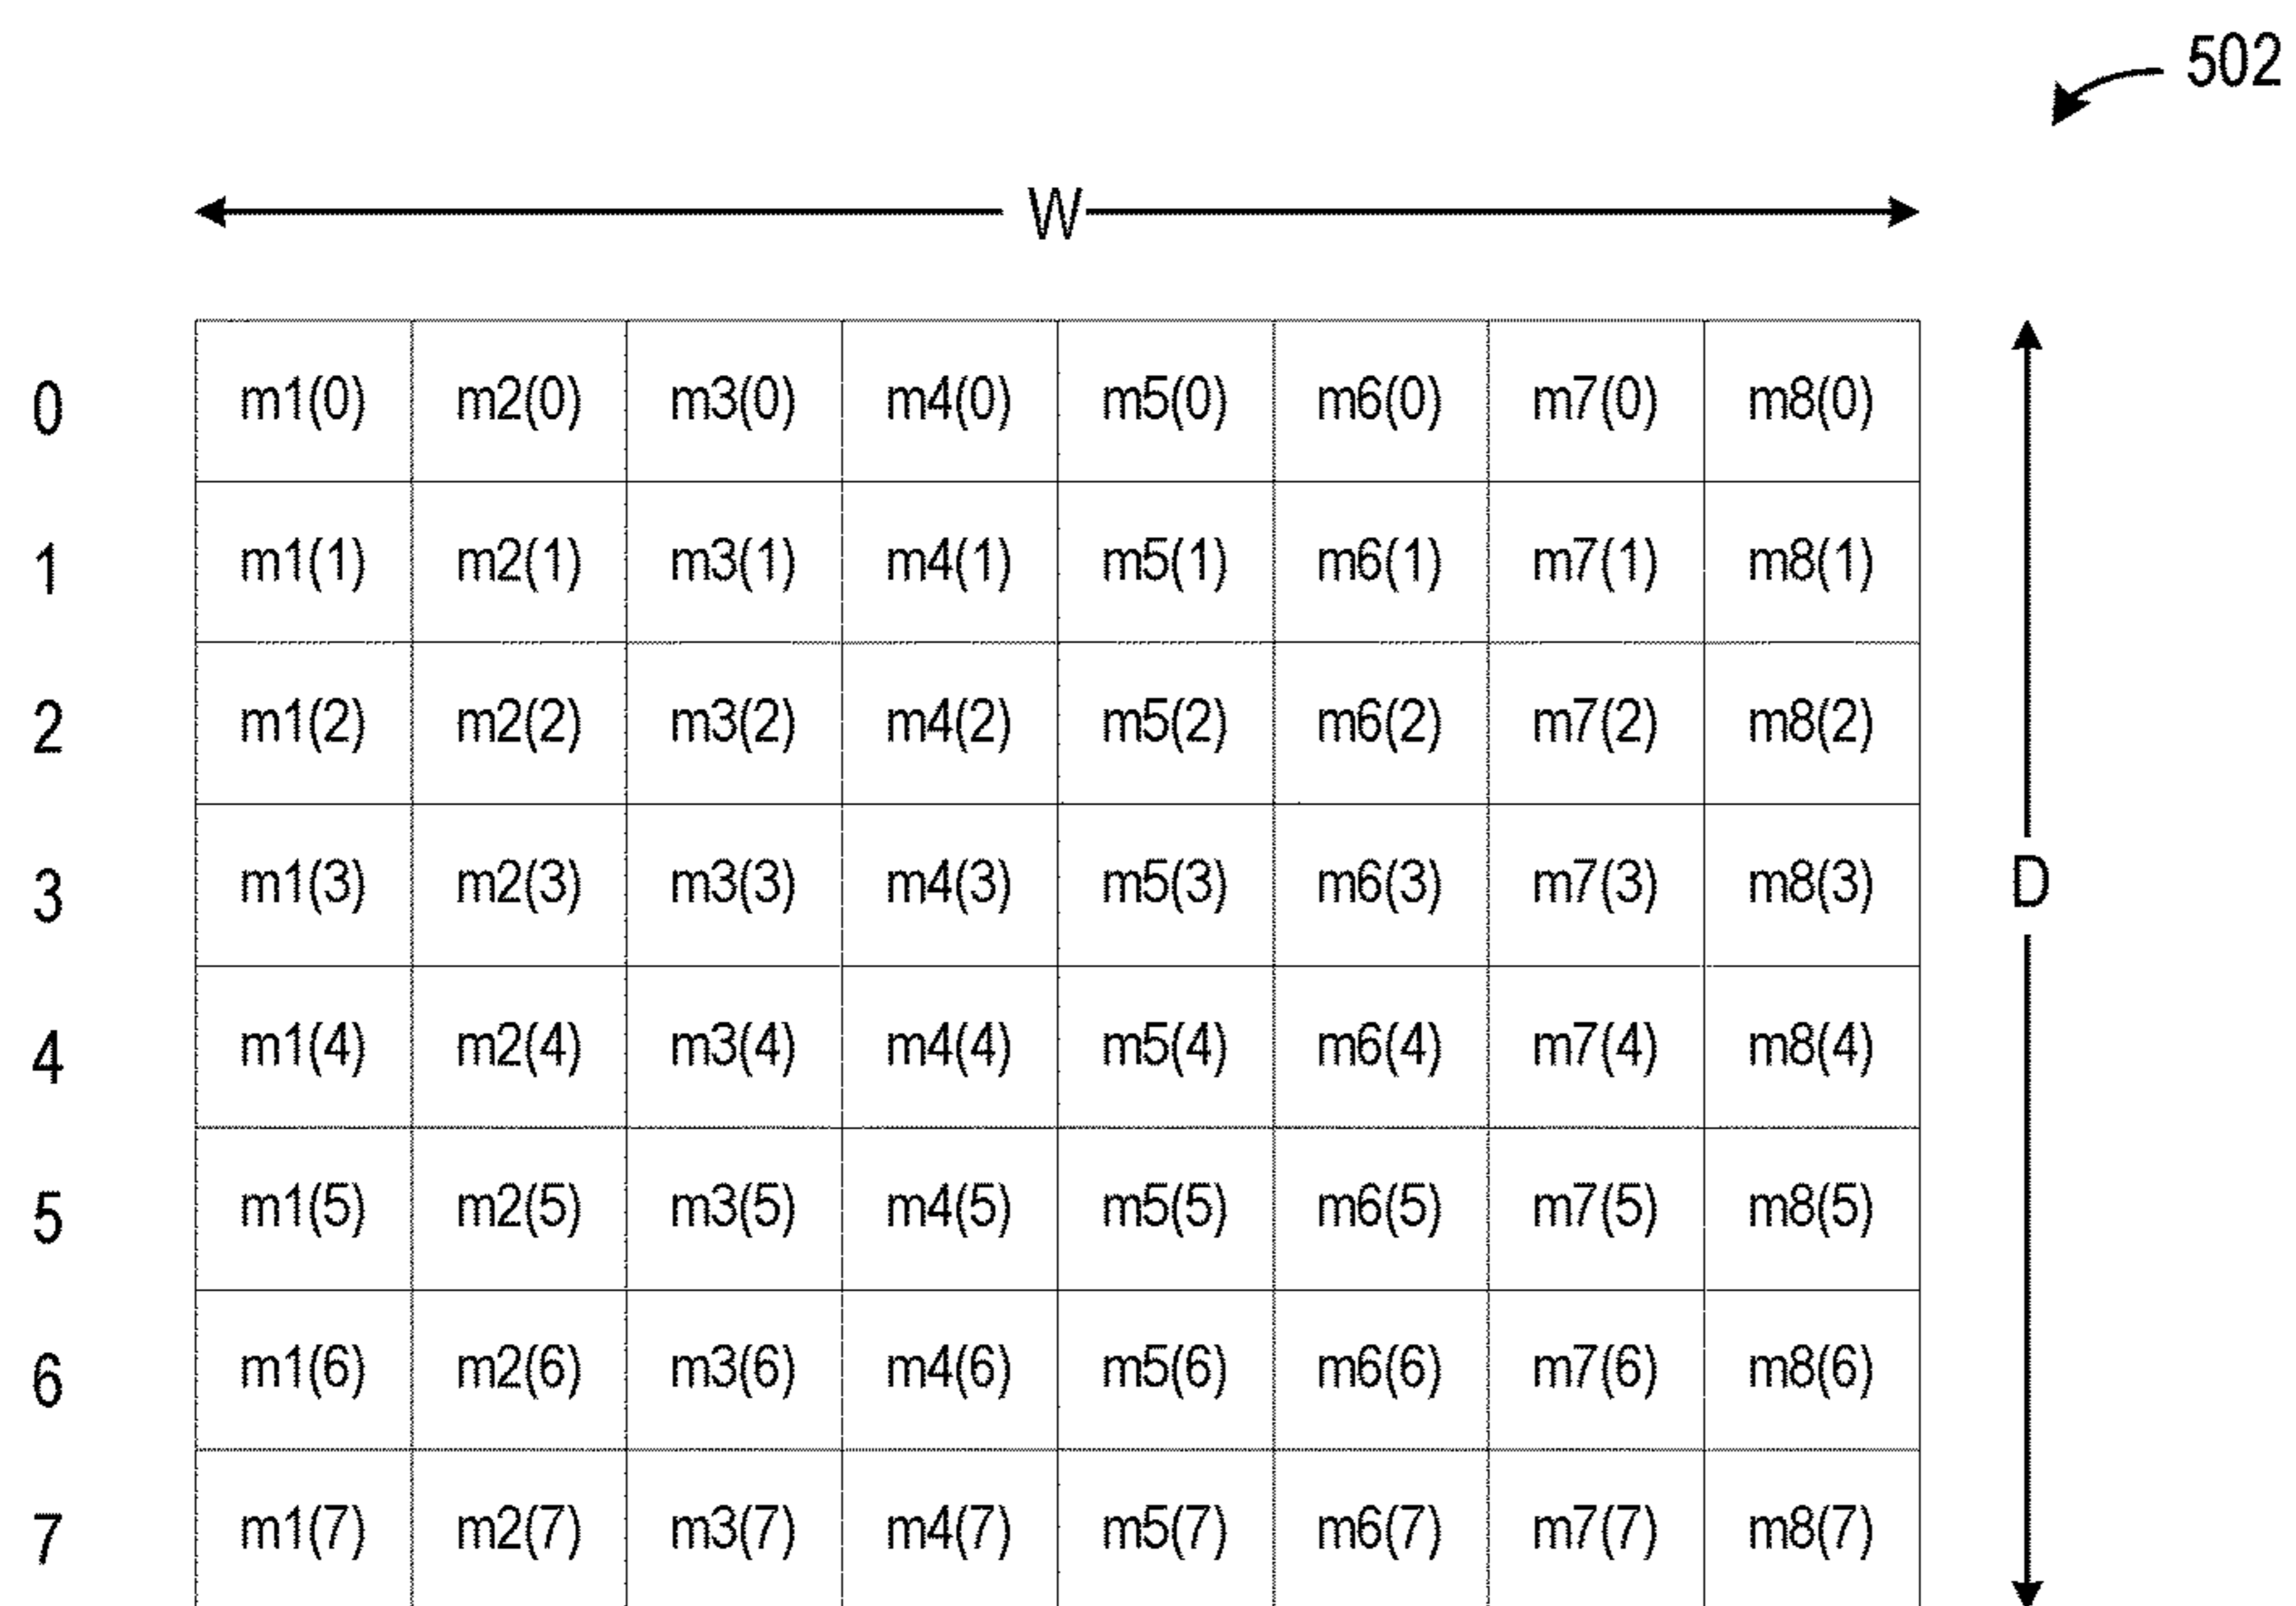 502
W
0 m1(0) m2(0) m3(0) m4(0) m5(0) m6(0) m7(0) m8(0)
1 m1(1) m2(1) m3(1) m4(1) m5(1) m6(1) m7(1) m8(1)
2 m1(2) m2(2) m3(2) m4(2) m5(2) m6(2) m7(2) m8(2)
3 m1(3) m2(3) m3(3) m4(3) m5(3) m6(3) m7(3) m8(3) D
4 m1(4) m2(4) m3(4) m4(4) m5(4) m6(4) m7(4) m8(4)
5 m1(5) m2(5) m3(5) m4(5) m5(5) m6(5) m7(5) m8(5)
6 m1(6) m2(6) m3(6) m4(6) m5(6) m6(6) m7(6) m8(6)
7 m1(7) m2(7) m3(7) m4(7) m5(7) m6(7) m7(7) m8(7)